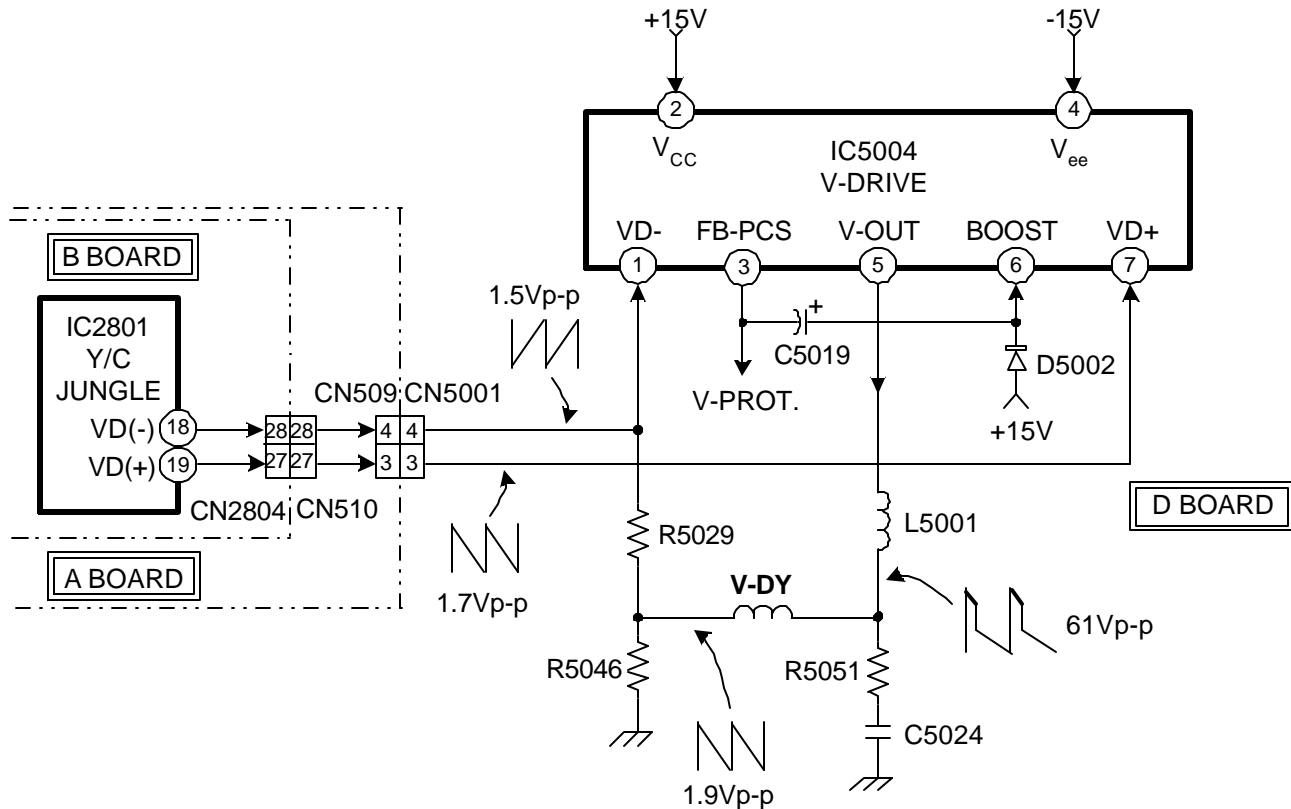 +15V
-15V
2
4
VCC
IC5004
V-DRIVE
Vee
VD-
FB-PCS
V-OUT
BOOST
VD+
1
3
5
6
7
B BOARD
IC2801
Y/C
JUNGLE
VD(-)
18
VD(+)
19
28
28
27
27
CN2804
CN510
CN509
CN5001
4
4
3
3
A BOARD
1.5Vp-p
1.7Vp-p
+
C5019
V-PROT.
D5002
+15V
D BOARD
R5029
L5001
V-DY
61Vp-p
R5046
R5051
C5024
1.9Vp-p